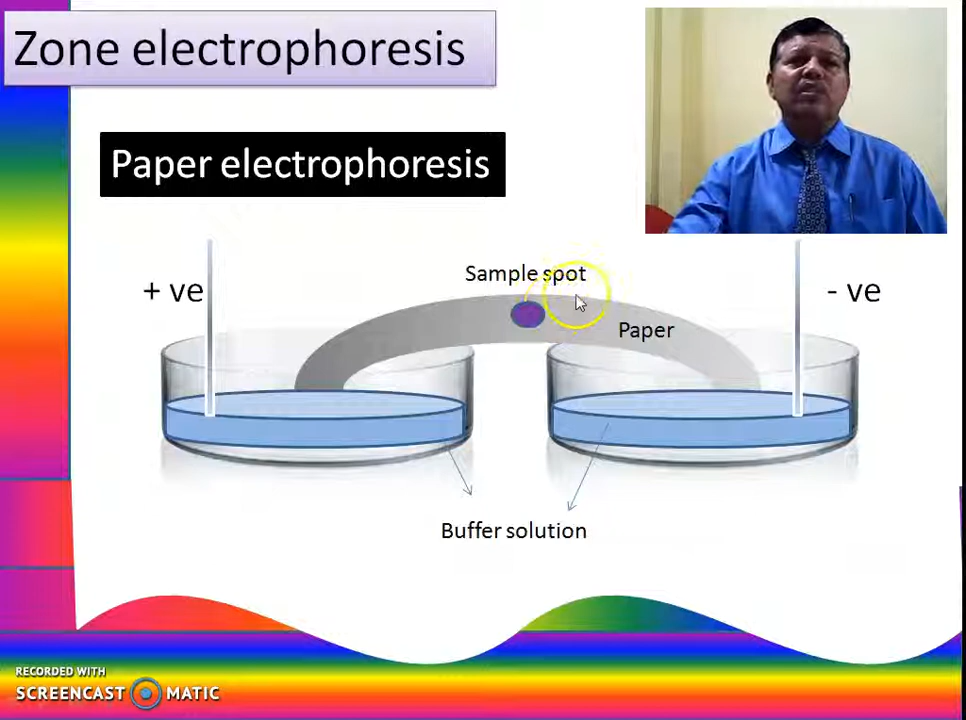 Zone electrophoresis
Paper electrophoresis
Sample spot
+ ve
- ve
Paper
Buffer solution
RECORDED WITH
SCREENCAST MATIC